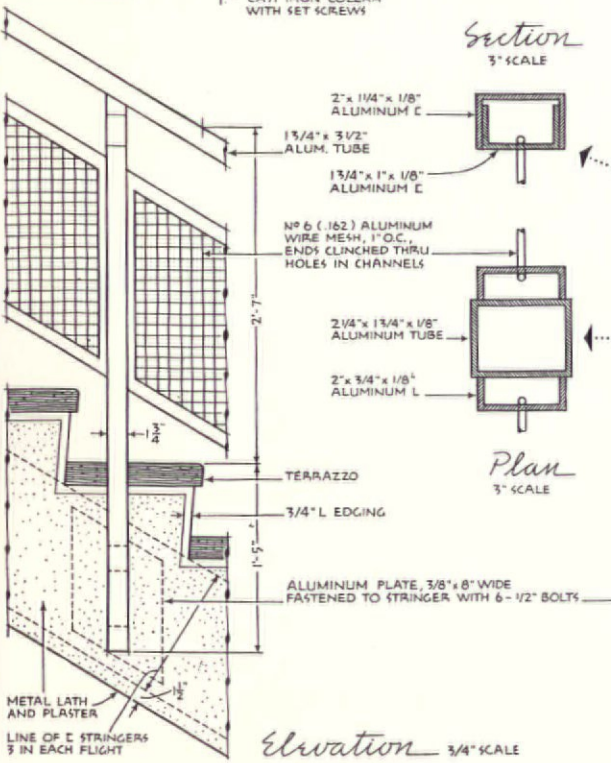 CAST IRON COLLAR
WITH SET SCREWS
Section
3" SCALE
2" x 1 1/4" x 1/8"
ALUMINUM C
1 3/4" x 3 1/2"
ALUM. TUBE
1 3/4" x 1" x 1/8"
ALUMINUM C
Nº 6 (.162) ALUMINUM
WIRE MESH, 1" O.C.,
ENDS CLINCHED THRU
HOLES IN CHANNELS
2'-7"
2 1/4" x 1 3/4" x 1/8"
ALUMINUM TUBE
2" x 3/4" x 1/8"
ALUMINUM L
1 3/4"
Plan
3" SCALE
TERRAZZO
3/4" L EDGING
1'-5"
ALUMINUM PLATE, 3/8" x 8" WIDE
FASTENED TO STRINGER WITH 6 - 1/2" BOLTS
1 1/2"
METAL LATH
AND PLASTER
LINE OF C STRINGERS
3 IN EACH FLIGHT
Elevation 3/4" SCALE